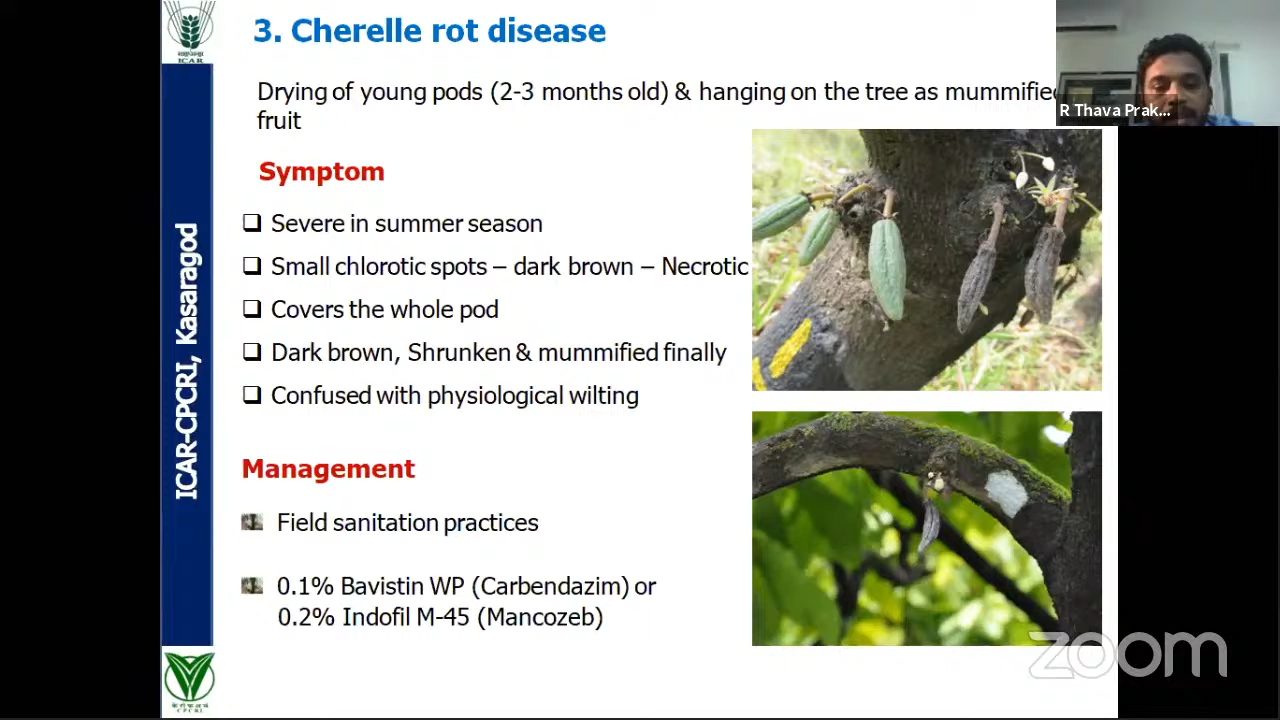 3. Cherelle rot disease
Drying of young pods (2-3 months old) & hanging on the tree as mummified
fruit
R Thava Prak...
Symptom
Severe in summer season
Small chlorotic spots – dark brown – Necrotic
Covers the whole pod
Dark brown, Shrunken & mummified finally
Confused with physiological wilting
Management
Field sanitation practices
0.1% Bavistin WP (Carbendazim) or
0.2% Indofil M-45 (Mancozeb)
ICAR
ICAR-CPCRI, Kasaragod
CPCRI
zoom